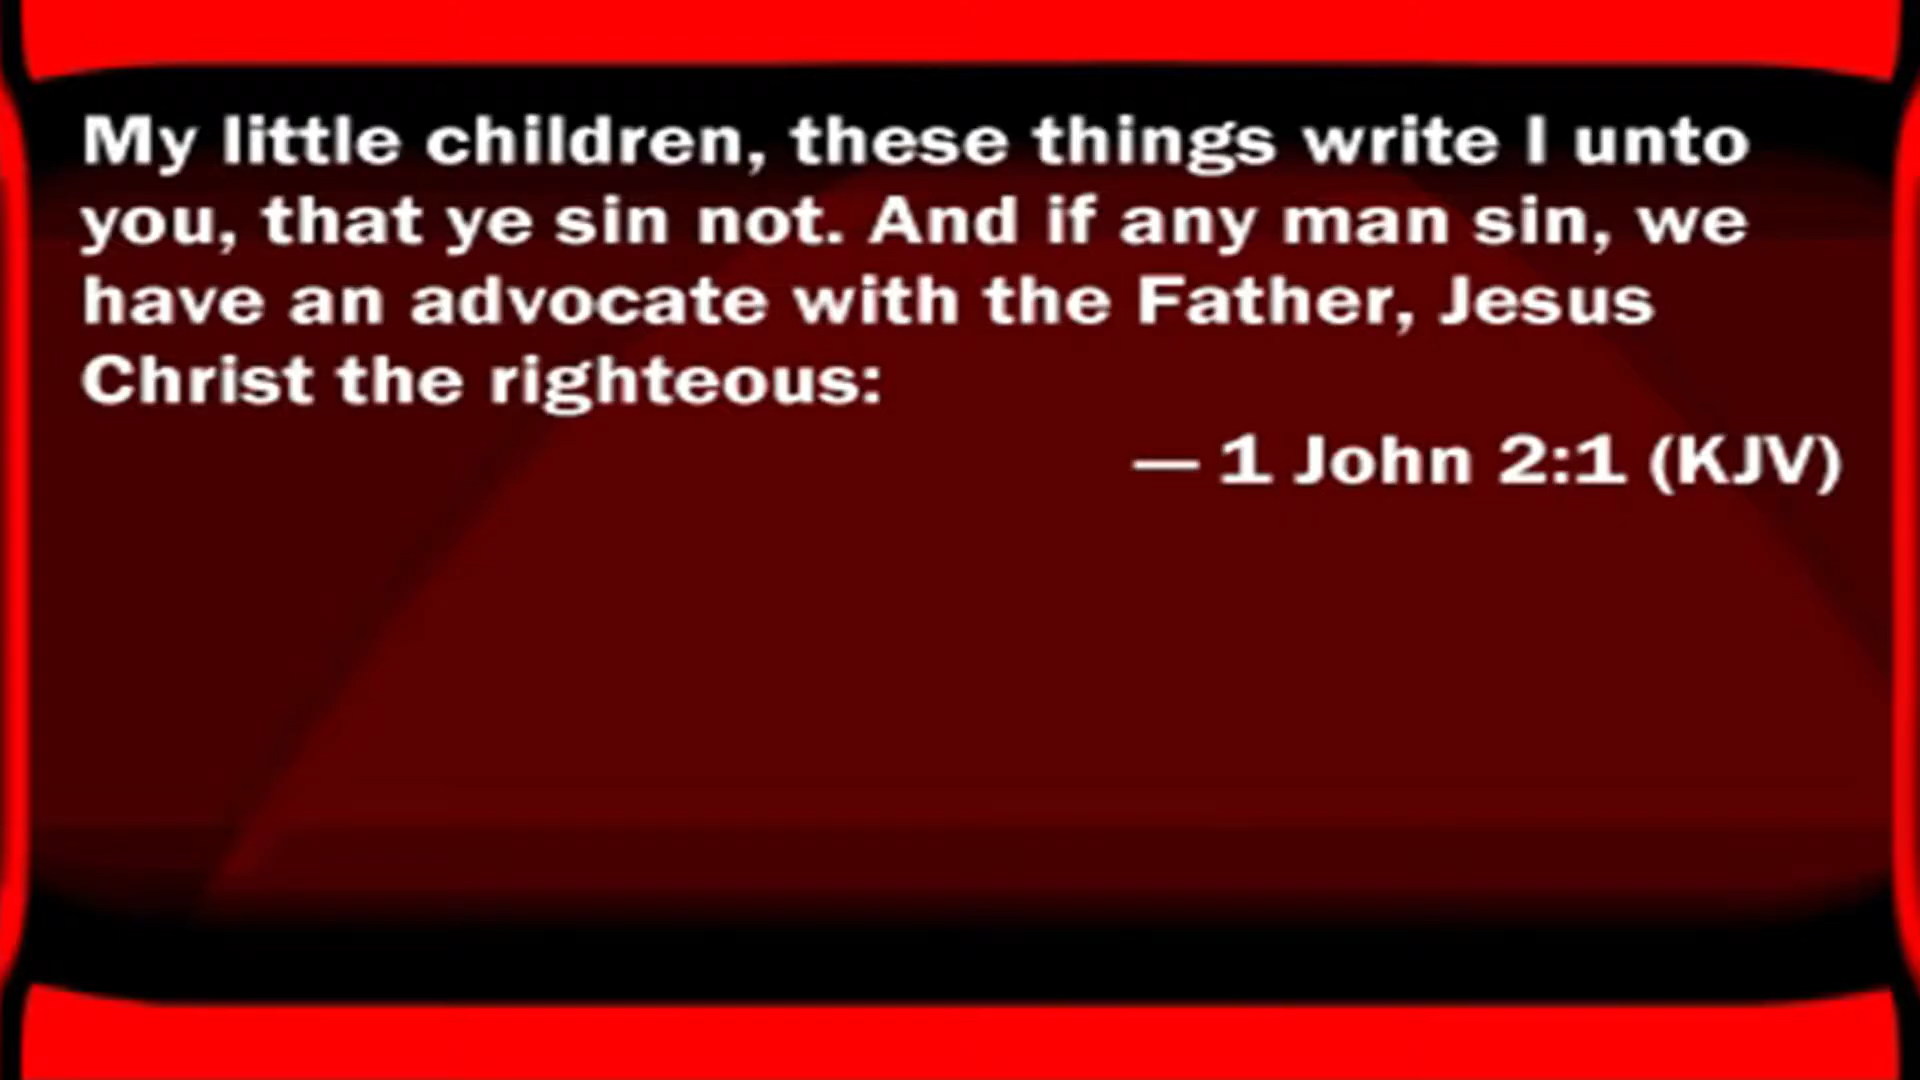 My little children, these things write I unto
you, that ye sin not. And if any man sin, we
have an advocate with the Father, Jesus
Christ the righteous:
— 1 John 2:1 (KJV)